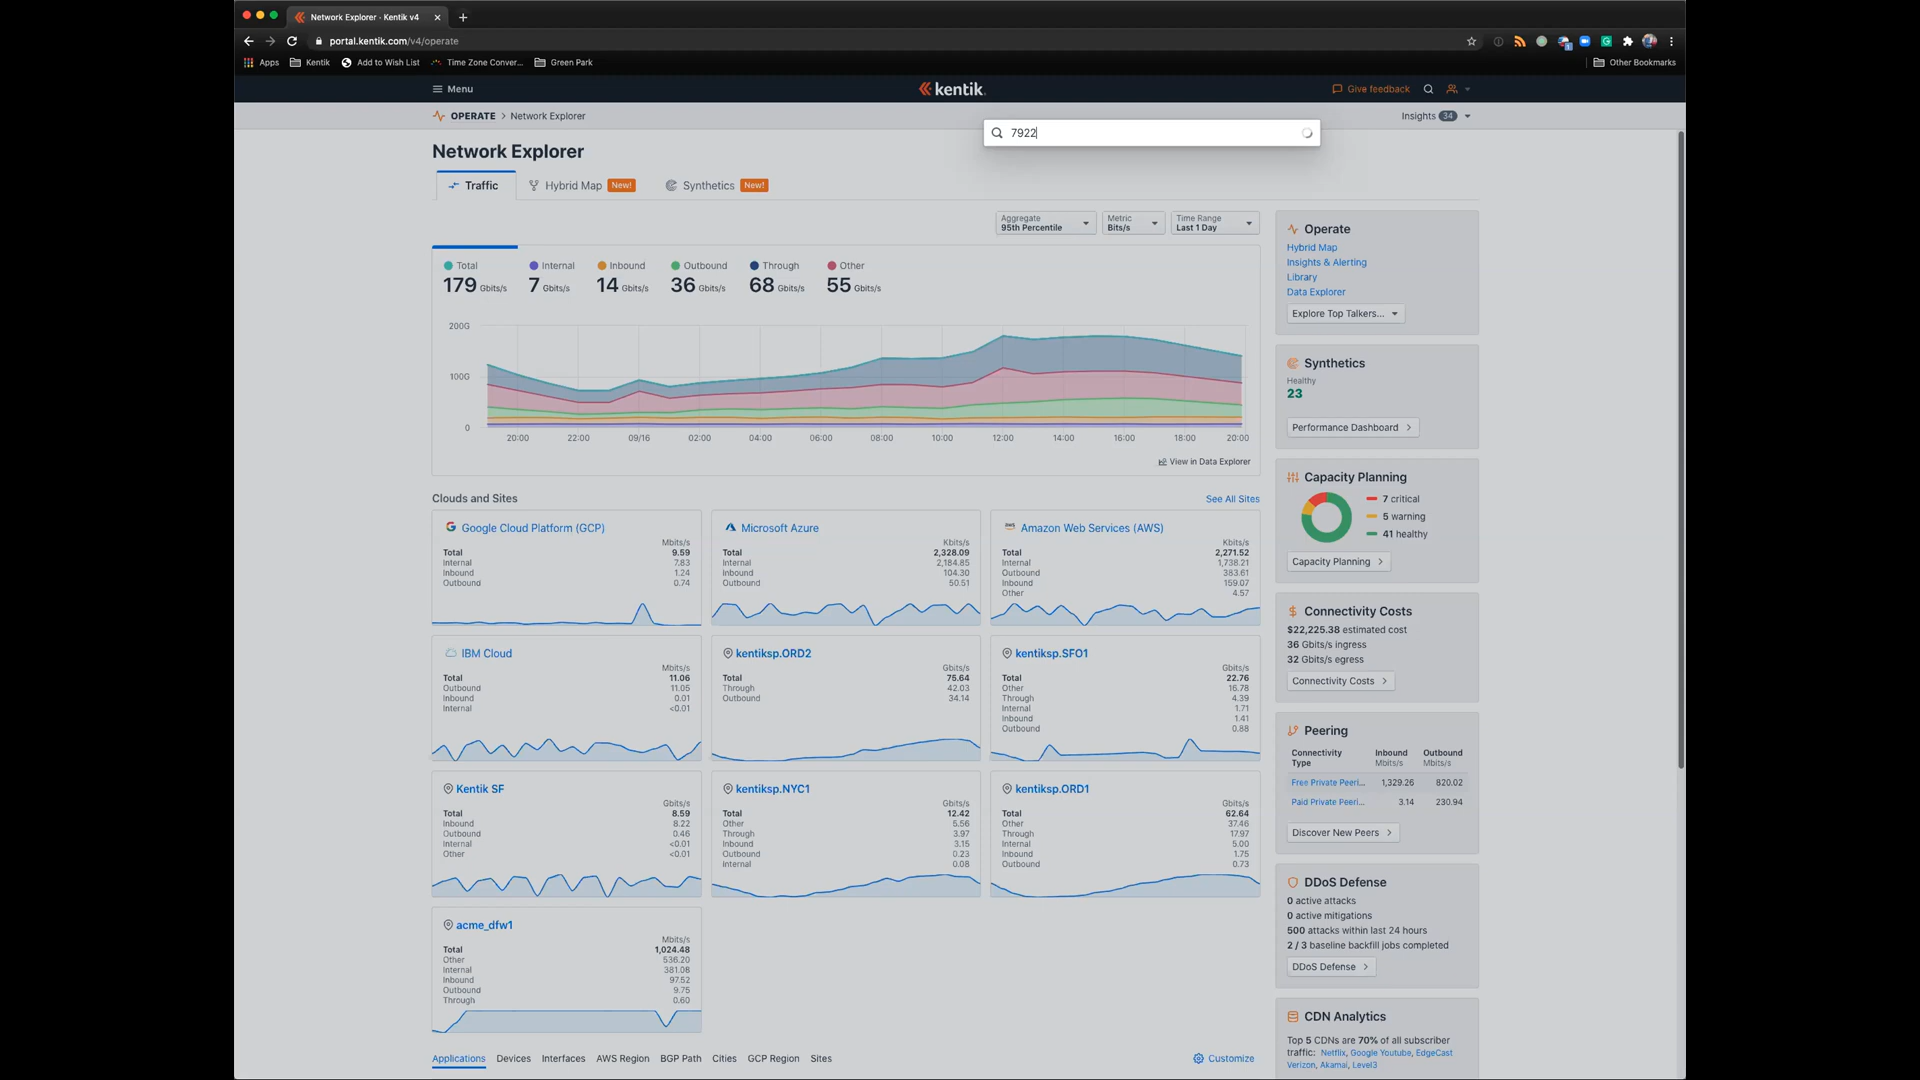 Network Explorer · Kentik v4
portal.kentik.com/v4/operate
Apps Kentik Add to Wish List Time Zone Conver... Green Park Other Bookmarks
Menu kentik Give feedback
OPERATE > Network Explorer Insights 34
7922
Network Explorer
Traffic Hybrid Map New! Synthetics New!
Aggregate Metric Time Range
95th Percentile Bits/s Last 1 Day
Total Internal Inbound Outbound Through Other
179 Gbits/s 7 Gbits/s 14 Gbits/s 36 Gbits/s 68 Gbits/s 55 Gbits/s
200G
100G
0
20:00 22:00 09/16 02:00 04:00 06:00 08:00 10:00 12:00 14:00 16:00 18:00 20:00
View in Data Explorer
Clouds and Sites See All Sites
Google Cloud Platform (GCP)
Mbits/s
Total 9.59
Internal 7.83
Inbound 1.24
Outbound 0.74
Microsoft Azure
Kbits/s
Total 2,328.09
Internal 2,184.85
Inbound 104.30
Outbound 50.51
Amazon Web Services (AWS)
Kbits/s
Total 2,271.52
Internal 1,738.21
Outbound 383.61
Inbound 159.07
Other 4.57
IBM Cloud
Mbits/s
Total 11.06
Outbound 11.05
Inbound 0.01
Internal <0.01
kentiksp.ORD2
Gbits/s
Total 75.64
Through 42.03
Outbound 34.14
kentiksp.SFO1
Gbits/s
Total 22.76
Other 16.78
Through 4.39
Internal 1.71
Inbound 1.41
Outbound 0.88
Kentik SF
Gbits/s
Total 8.59
Inbound 8.22
Outbound 0.46
Internal <0.01
Other <0.01
kentiksp.NYC1
Gbits/s
Total 12.42
Other 5.56
Through 3.97
Inbound 3.15
Outbound 0.23
Internal 0.08
kentiksp.ORD1
Gbits/s
Total 62.64
Other 37.46
Through 17.97
Internal 5.00
Inbound 1.75
Outbound 0.73
acme_dfw1
Mbits/s
Total 1,024.48
Other 536.20
Internal 381.08
Inbound 97.52
Outbound 9.75
Through 0.60
Applications Devices Interfaces AWS Region BGP Path Cities GCP Region Sites Customize
Operate
Hybrid Map
Insights & Alerting
Library
Data Explorer
Explore Top Talkers...
Synthetics
Healthy
23
Performance Dashboard >
Capacity Planning
7 critical
5 warning
41 healthy
Capacity Planning >
Connectivity Costs
$22,225.38 estimated cost
36 Gbits/s ingress
32 Gbits/s egress
Connectivity Costs >
Peering
Connectivity Inbound Outbound
Type Mbits/s Mbits/s
Free Private Peeri... 1,329.26 820.02
Paid Private Peeri... 3.14 230.94
Discover New Peers >
DDoS Defense
0 active attacks
0 active mitigations
500 attacks within last 24 hours
2 / 3 baseline backfill jobs completed
DDoS Defense >
CDN Analytics
Top 5 CDNs are 70% of all subscriber
traffic: Netflix, Google Youtube, EdgeCast
Verizon, Akamai, Level3